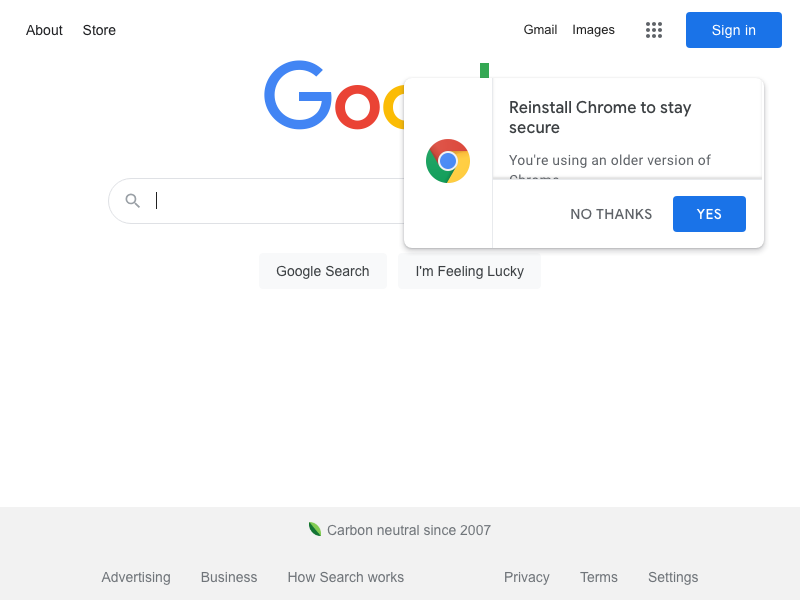 About Store Gmail Images Sign in
Goo
Reinstall Chrome to stay
secure
You're using an older version of
Chrome
NO THANKS YES
Google Search I'm Feeling Lucky
Carbon neutral since 2007
Advertising Business How Search works Privacy Terms Settings